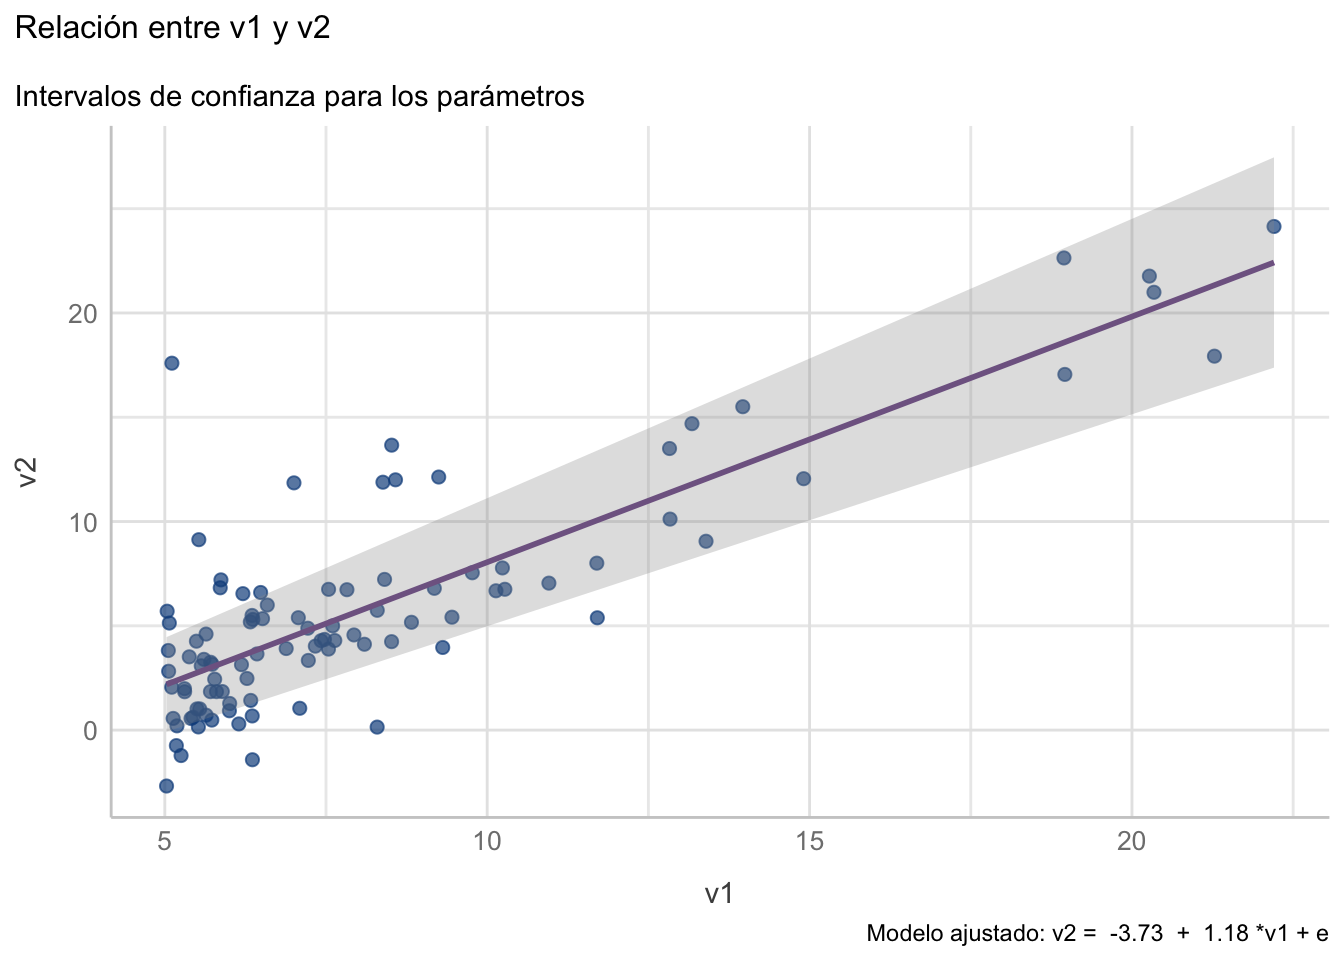 Relación entre v1 y v2
Intervalos de confianza para los parámetros
v2
20
10
0
5 10 15 20
v1
Modelo ajustado: v2 =  -3.73  +  1.18 *v1 + e